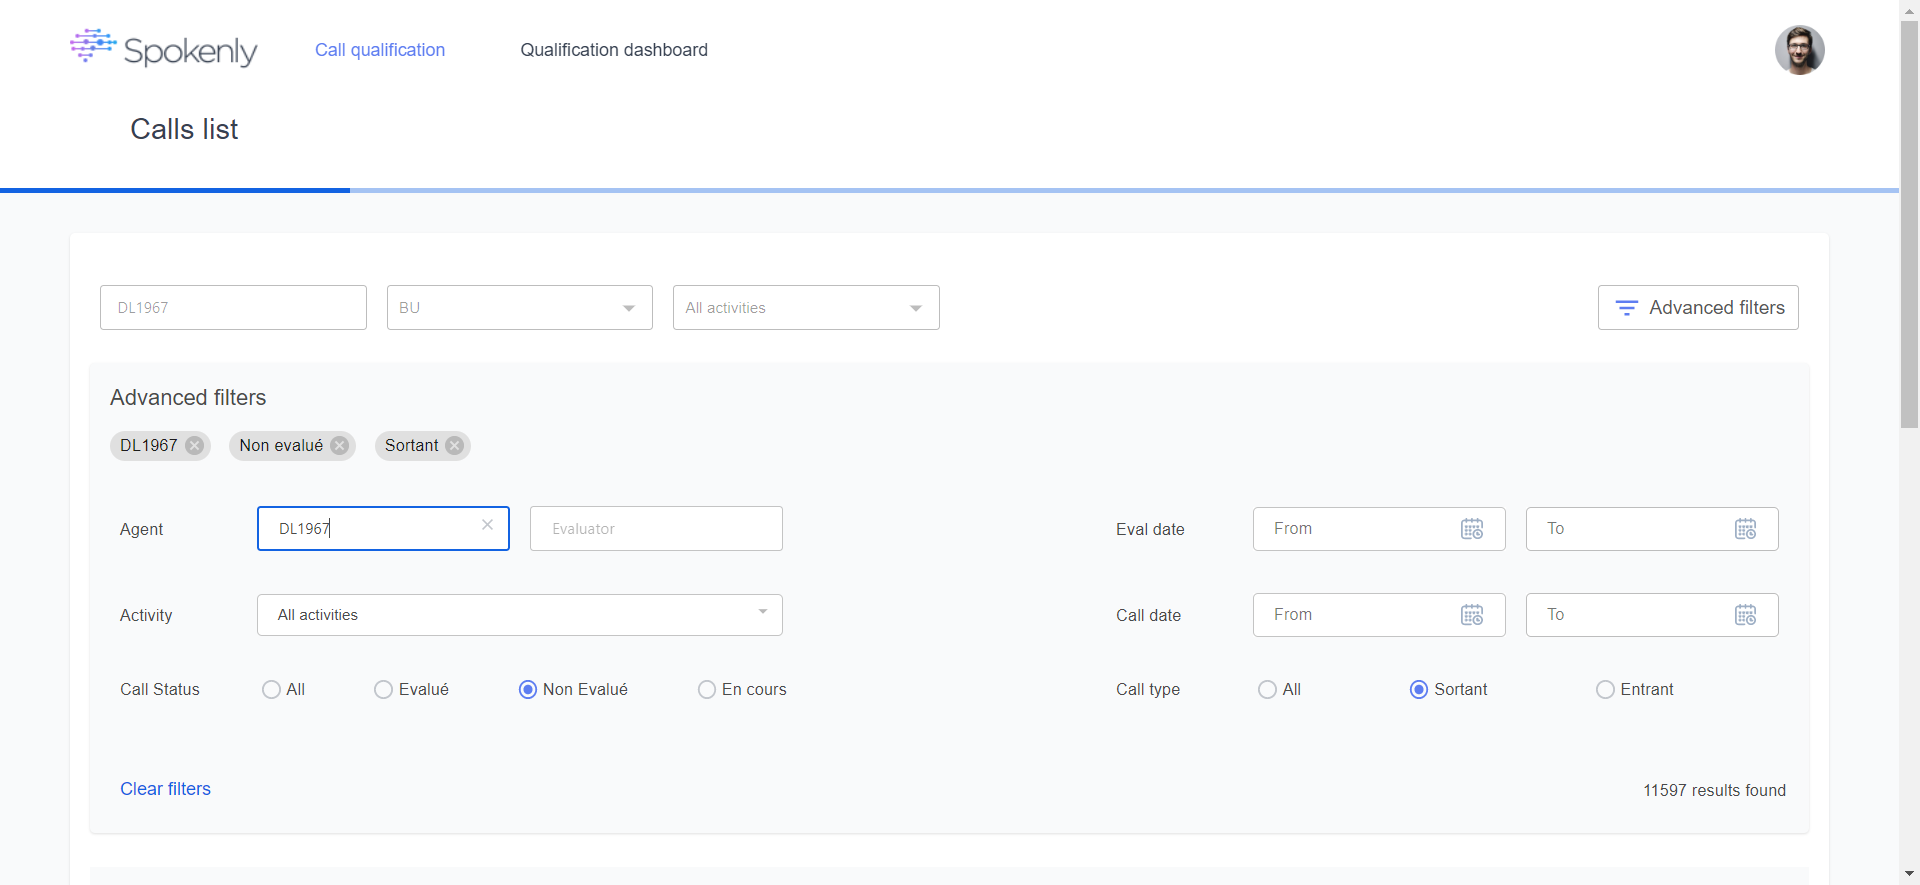 Spokenly Call qualification Qualification dashboard
Calls list
DL1967 BU All activities Advanced filters
Advanced filters
DL1967 Non evalué Sortant
Agent DL1967 Evaluator Eval date From To
Activity All activities Call date From To
Call Status All Evalué Non Evalué En cours Call type All Sortant Entrant
Clear filters 11597 results found